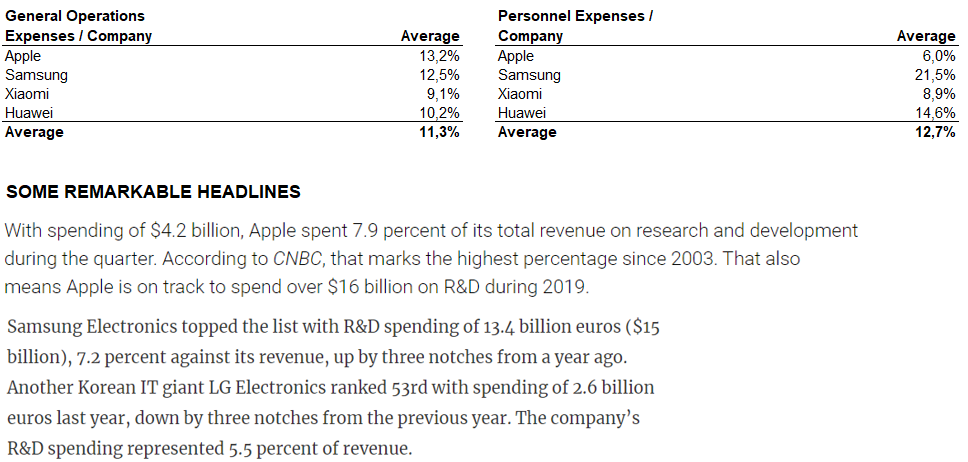 General Operations
Expenses / Company Average
Apple 13,2%
Samsung 12,5%
Xiaomi 9,1%
Huawei 10,2%
Average 11,3%
Personnel Expenses /
Company Average
Apple 6,0%
Samsung 21,5%
Xiaomi 8,9%
Huawei 14,6%
Average 12,7%
SOME REMARKABLE HEADLINES
With spending of $4.2 billion, Apple spent 7.9 percent of its total revenue on research and development
during the quarter. According to CNBC, that marks the highest percentage since 2003. That also
means Apple is on track to spend over $16 billion on R&D during 2019.
Samsung Electronics topped the list with R&D spending of 13.4 billion euros ($15
billion), 7.2 percent against its revenue, up by three notches from a year ago.
Another Korean IT giant LG Electronics ranked 53rd with spending of 2.6 billion
euros last year, down by three notches from the previous year. The company’s
R&D spending represented 5.5 percent of revenue.